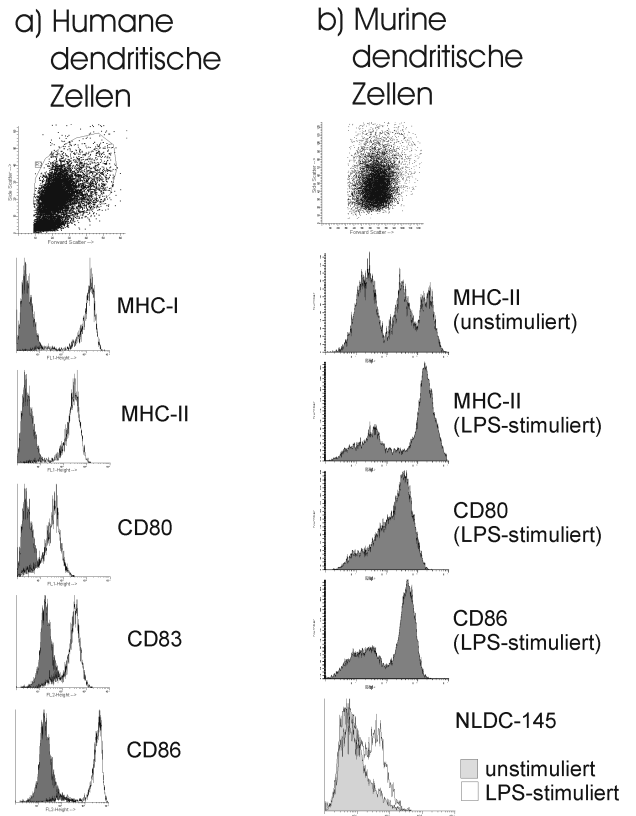 a) Humane
dendritische
Zellen
Side Scatter -->
Forward Scatter -->
MHC-I
FL1-Height -->
MHC-II
FL1-Height -->
CD80
FL1-Height -->
CD83
FL2-Height -->
CD86
FL2-Height -->
b) Murine
dendritische
Zellen
Side Scatter -->
Forward Scatter -->
MHC-II
(unstimuliert)
MHC-II
(LPS-stimuliert)
CD80
(LPS-stimuliert)
CD86
(LPS-stimuliert)
NLDC-145
unstimuliert
LPS-stimuliert